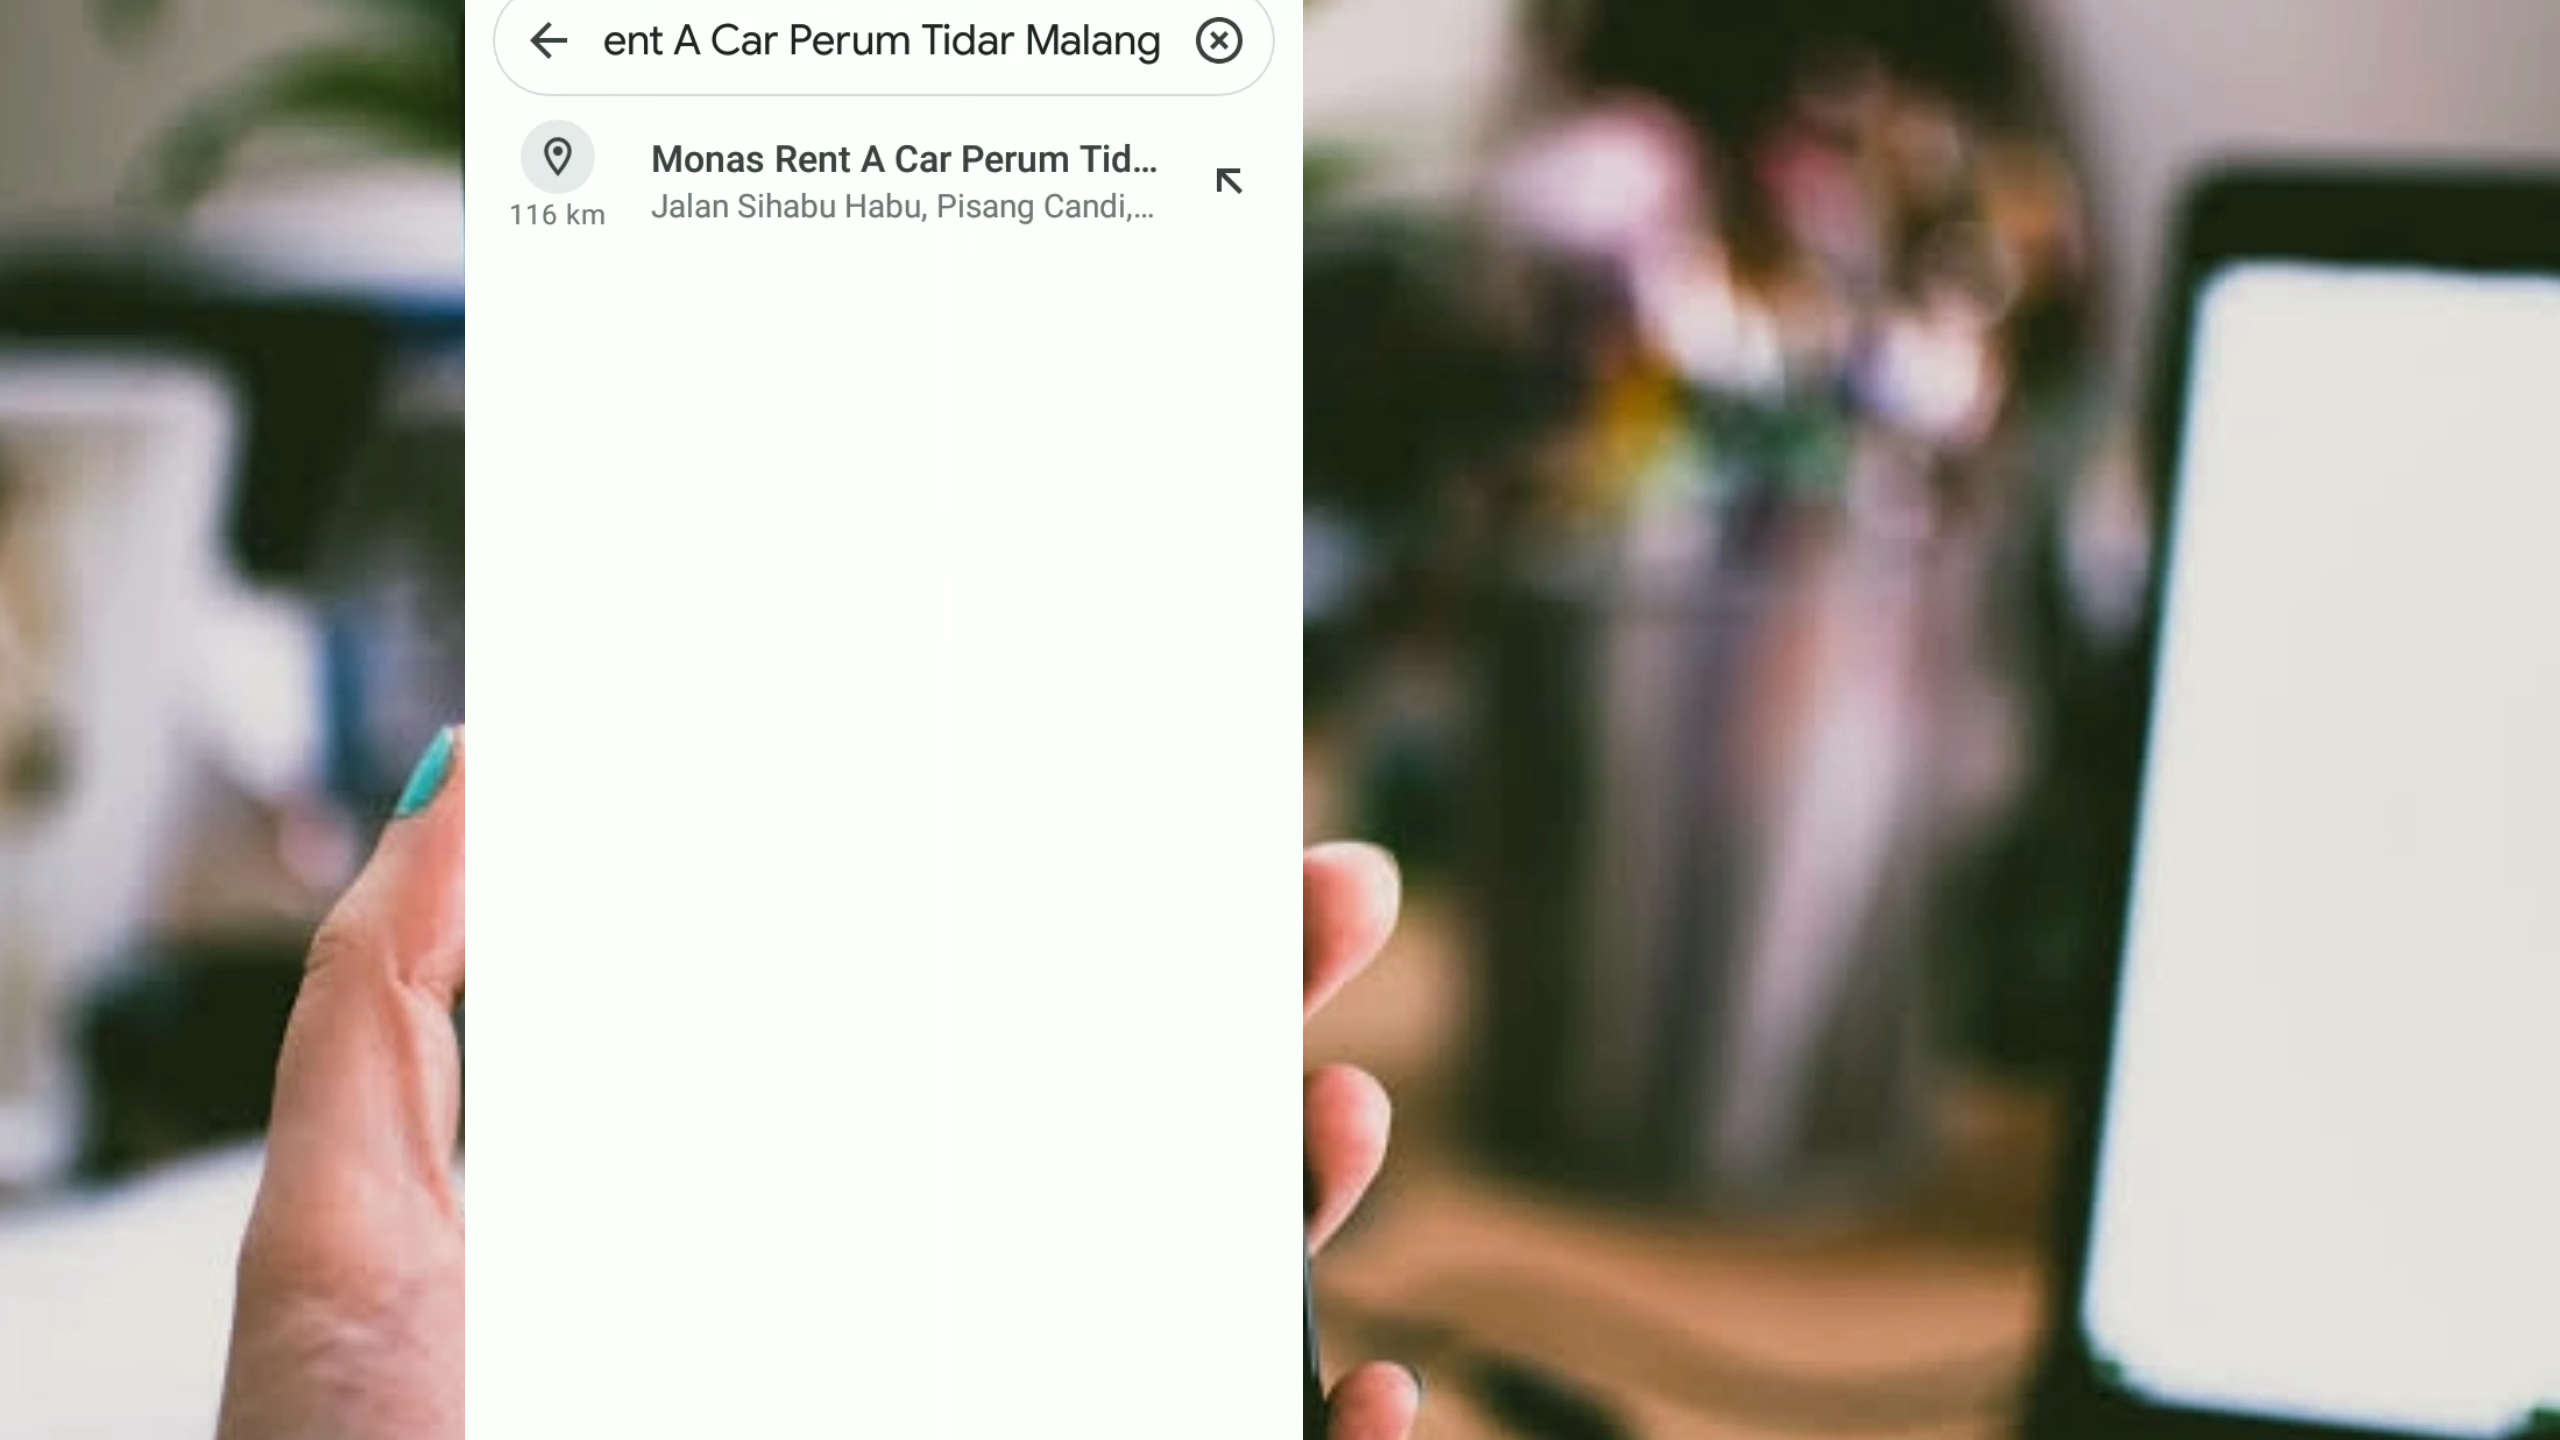 ent A Car Perum Tidar Malang
Monas Rent A Car Perum Tid...
Jalan Sihabu Habu, Pisang Candi,...
116 km